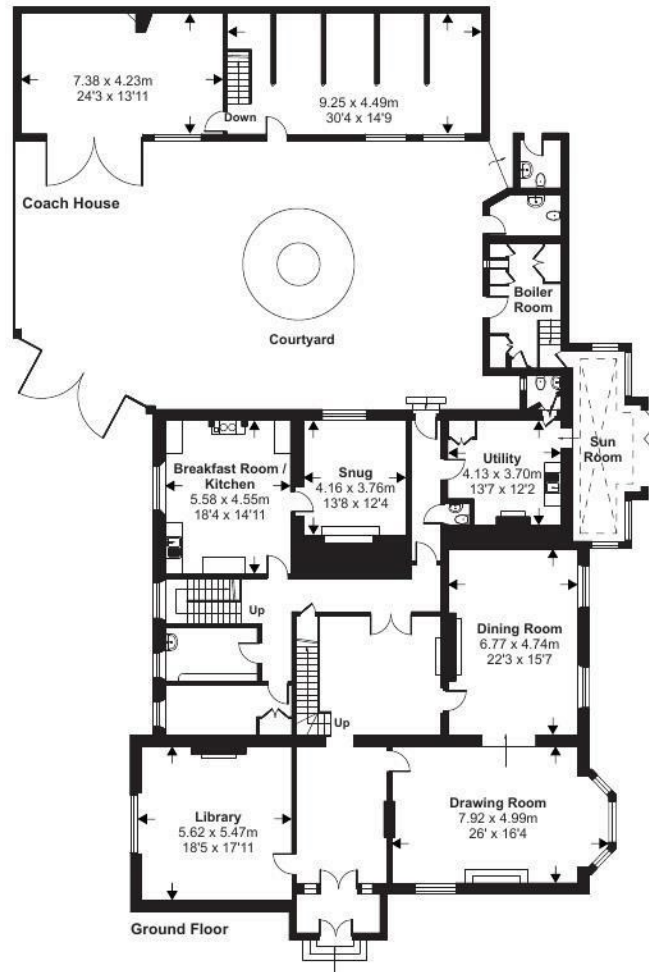 7.38 x 4.23m
24'3 x 13'11
9.25 x 4.49m
30'4 x 14'9
Down
Coach House
Boiler
Room
Courtyard
Breakfast Room /
Kitchen
5.58 x 4.55m
18'4 x 14'11
Snug
4.16 x 3.76m
13'8 x 12'4
Utility
4.13 x 3.70m
13'7 x 12'2
Sun
Room
Up
Dining Room
6.77 x 4.74m
22'3 x 15'7
Up
Library
5.62 x 5.47m
18'5 x 17'11
Drawing Room
7.92 x 4.99m
26' x 16'4
Ground Floor